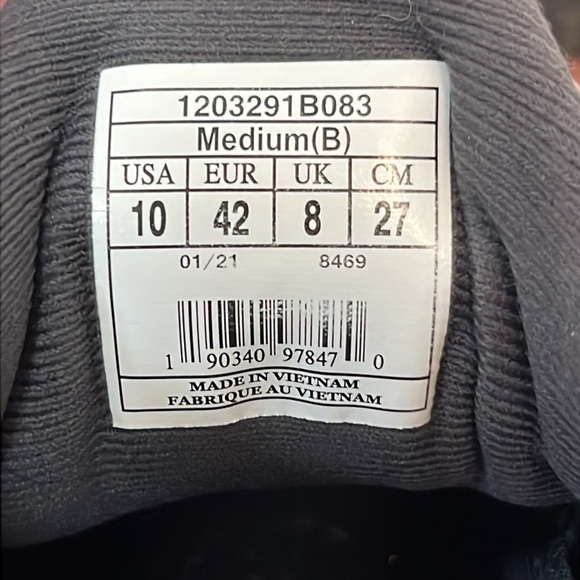 1203291B083
Medium(B)
USA EUR UK CM
10 42 8 27
01/21 8469
1 90340 97847 0
MADE IN VIETNAM
FABRIQUE AU VIETNAM